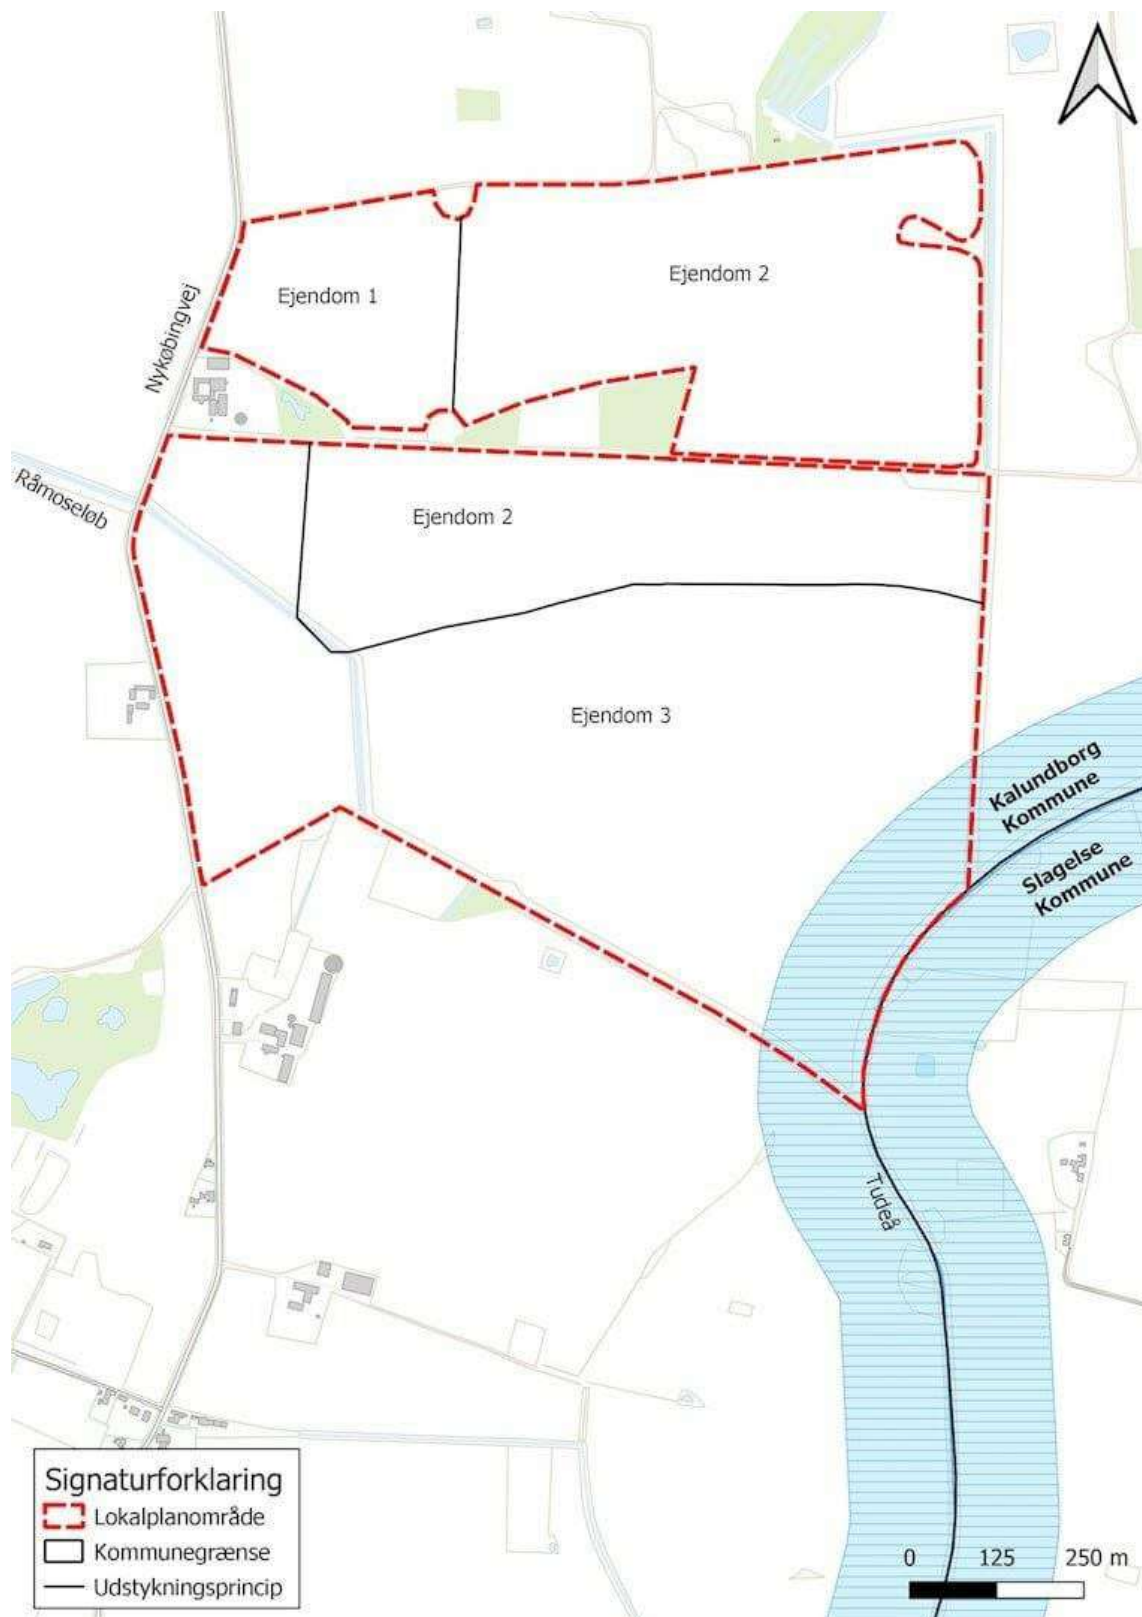 Ejendom 1
Ejendom 2
Nykøbingvej
Råmoseløb
Ejendom 2
Ejendom 3
Kalundborg
Kommune
Slagelse
Kommune
Tudeå
Signaturforklaring
Lokalplanområde
Kommunegrænse
Udstykningsprincip
0 125 250 m